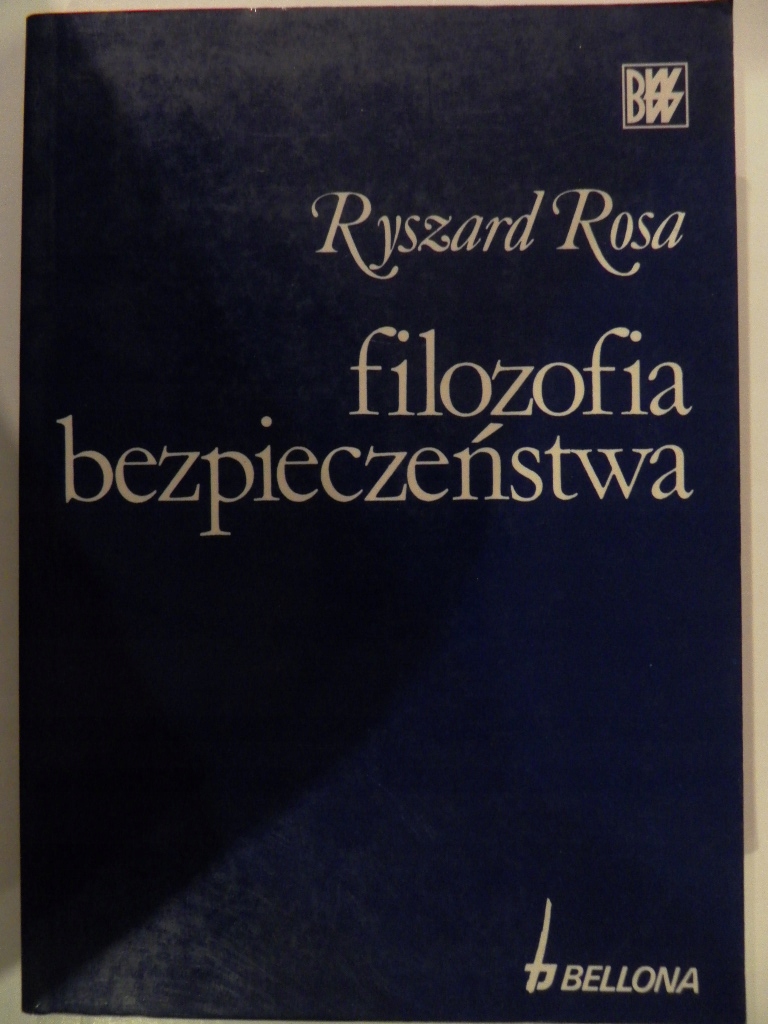 BWW
Ryszard Rosa
filozofia
bezpieczeństwa
BELLONA